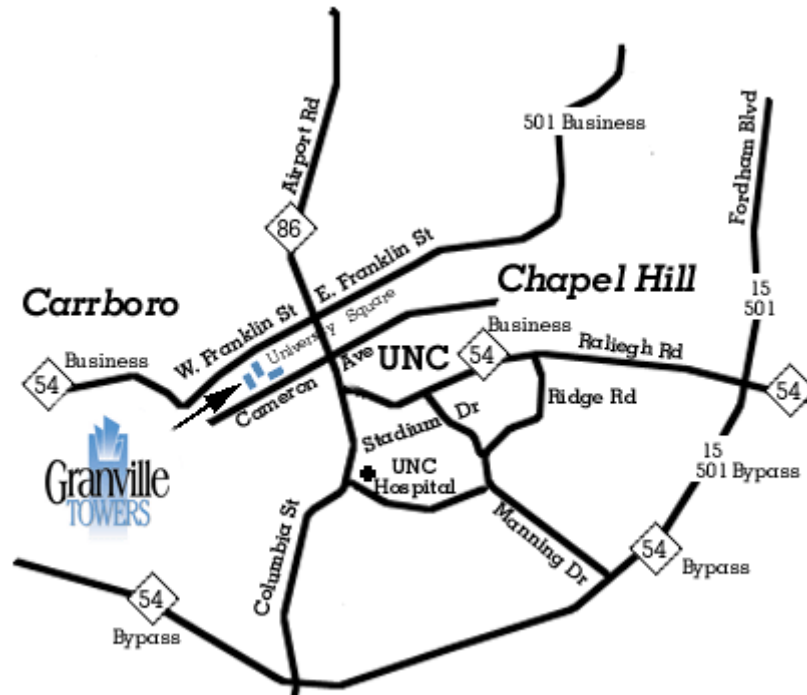 Airport Rd
501 Business
Fordham Blvd
86
E. Franklin St
Chapel Hill
Carrboro
W. Franklin St
University Square
15
501
Business
54
Business
54
Cameron Ave
UNC
Raliegh Rd
54
Ridge Rd
Stadium Dr
Granville
TOWERS
UNC
Hospital
15
501 Bypass
Columbia St
Manning Dr
54
Bypass
54
Bypass